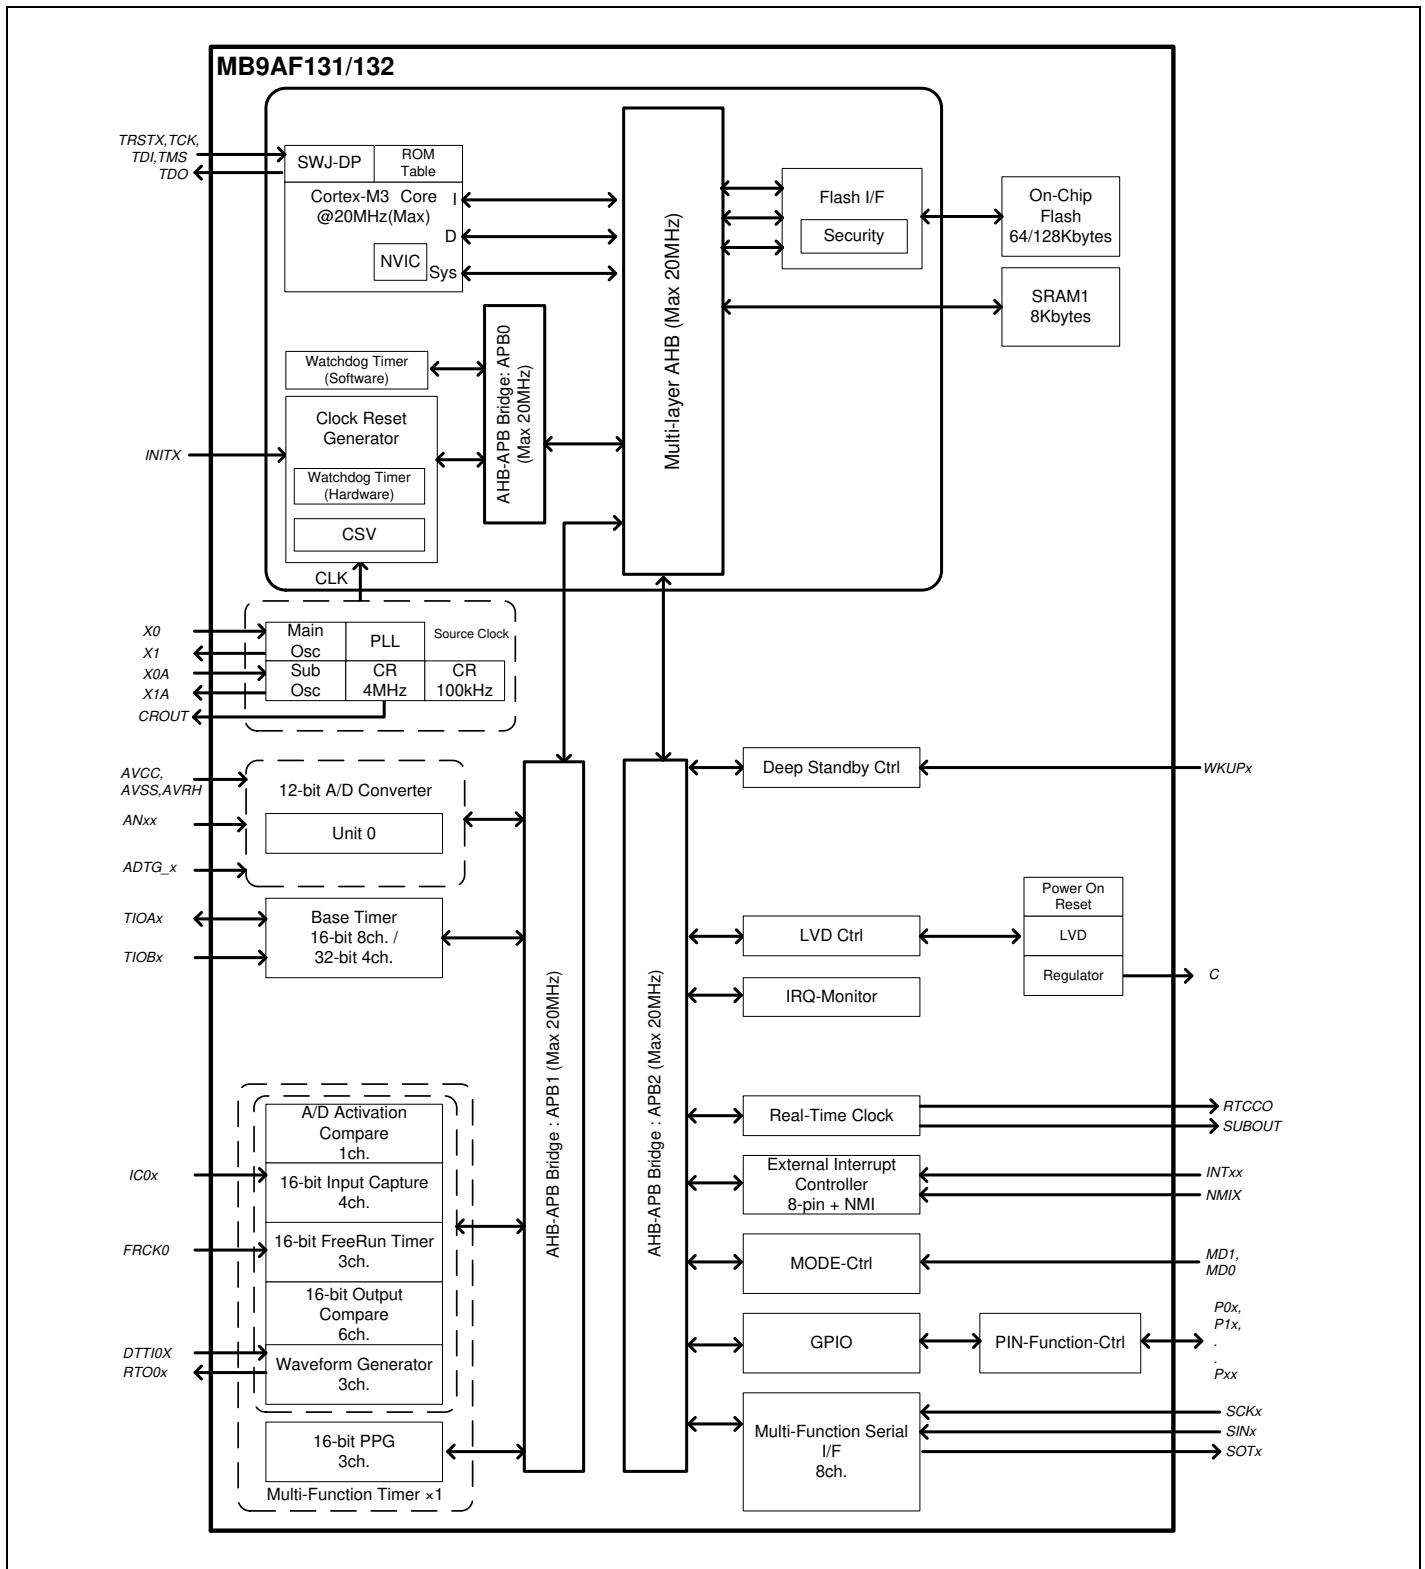 MB9AF131/132
TRSTX,TCK,
TDI,TMS
TDO
SWJ-DP
ROM
Table
Cortex-M3 Core
@20MHz(Max)
I
D
Sys
NVIC
Multi-layer AHB (Max 20MHz)
Flash I/F
Security
On-Chip
Flash
64/128Kbytes
SRAM1
8Kbytes
Watchdog Timer
(Software)
AHB-APB Bridge: APB0
(Max 20MHz)
INITX
Clock Reset
Generator
Watchdog Timer
(Hardware)
CSV
CLK
X0
X1
X0A
X1A
CROUT
Main
Osc
PLL
Source Clock
Sub
Osc
CR
4MHz
CR
100kHz
AVCC,
AVSS,AVRH
ANxx
ADTG_x
12-bit A/D Converter
Unit 0
TIOAx
TIOBx
Base Timer
16-bit 8ch. /
32-bit 4ch.
AHB-APB Bridge : APB1 (Max 20MHz)
AHB-APB Bridge : APB2 (Max 20MHz)
Deep Standby Ctrl
WKUPx
LVD Ctrl
Power On
Reset
LVD
Regulator
C
IRQ-Monitor
IC0x
FRCK0
DTTI0X
RTO0x
A/D Activation
Compare
1ch.
16-bit Input Capture
4ch.
16-bit FreeRun Timer
3ch.
16-bit Output
Compare
6ch.
Waveform Generator
3ch.
16-bit PPG
3ch.
Multi-Function Timer ×1
Real-Time Clock
RTCCO
SUBOUT
External Interrupt
Controller
8-pin + NMI
INTxx
NMIX
MODE-Ctrl
MD1,
MD0
GPIO
PIN-Function-Ctrl
P0x,
P1x,
.
.
Pxx
Multi-Function Serial
I/F
8ch.
SCKx
SINx
SOTx